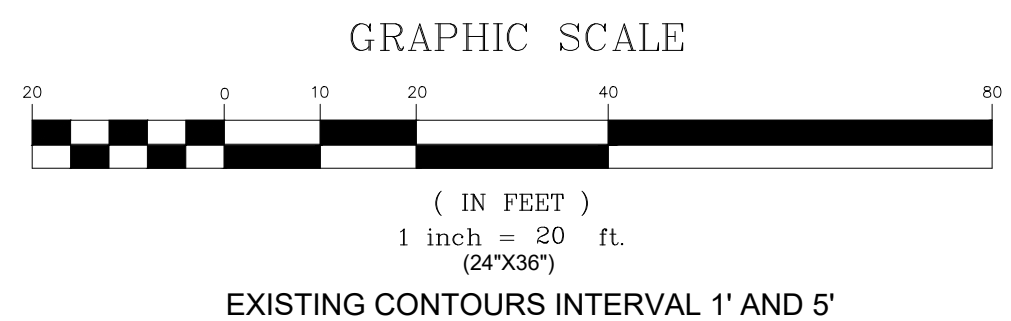 GRAPHIC SCALE
20 0 10 20 40 80
( IN FEET )
1 inch = 20 ft.
(24"X36")
EXISTING CONTOURS INTERVAL 1' AND 5'